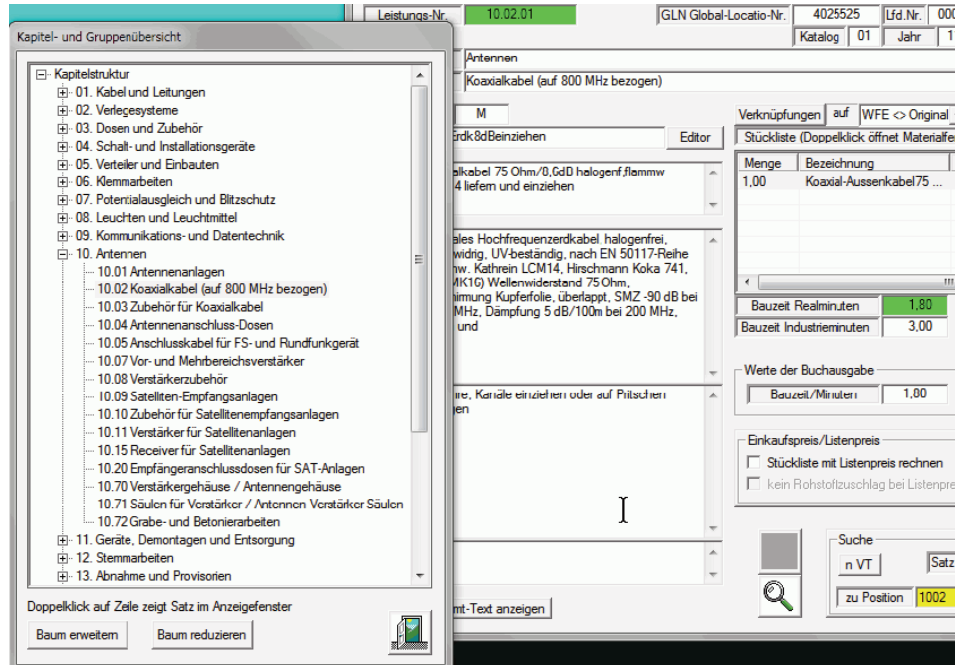 Leistungs-Nr.
10.02.01
GLN Global-Locatio-Nr.
4025525
Lfd.Nr.
Katalog
01
Jahr
Kapitel- und Gruppenübersicht
Antennen
Koaxialkabel (auf 800 MHz bezogen)
Kapitelstruktur
01. Kabel und Leitungen
02. Verlegesysteme
03. Dosen und Zubehör
04. Schalt- und Installationsgeräte
05. Verteiler und Einbauten
06. Klemmarbeiten
07. Potentialausgleich und Blitzschutz
08. Leuchten und Leuchtmittel
09. Kommunikations- und Datentechnik
10. Antennen
10.01 Antennenanlagen
10.02 Koaxialkabel (auf 800 MHz bezogen)
10.03 Zubehör für Koaxialkabel
10.04 Antennenanschluss-Dosen
10.05 Anschlusskabel für FS- und Rundfunkgerät
10.07 Vor- und Mehrbereichsverstärker
10.08 Verstärkerzubehör
10.09 Satelliten-Empfangsanlagen
10.10 Zubehör für Satellitenempfangsanlagen
10.11 Verstärker für Satellitenanlagen
10.15 Receiver für Satellitenanlagen
10.20 Empfängeranschlussdosen für SAT-Anlagen
10.70 Verstärkergehäuse / Antennengehäuse
10.71 Säulen für Verstärker / Antennen Verstärker Säulen
10.72 Grabe- und Betonierarbeiten
11. Geräte, Demontagen und Entsorgung
12. Stemmarbeiten
13. Abnahme und Provisorien
Doppelklick auf Zeile zeigt Satz im Anzeigefenster
Baum erweitern
Baum reduzieren
M
Erdk8dBeinziehen
Editor
alkabel 75 Ohm/8,6dB halogenf,flammw
4 liefern und einziehen
ales Hochfrequenzerdkabel, halogenfrei,
widrig, UV-beständig, nach EN 50117-Reihe
nw. Kathrein LCM14, Hirschmann Koka 741,
MK16) Wellenwiderstand 75 Ohm,
nirmung Kupferfolie, überlappt, SMZ -90 dB bei
MHz, Dämpfung 5 dB/100m bei 200 MHz,
und
re, Kanäle einziehen oder auf Pritschen
en
mt-Text anzeigen
Verknüpfungen
auf
WFE <> Original
Stückliste (Doppelklick öffnet Materialfe
Menge
Bezeichnung
1,00
Koaxial-Aussenkabel75 ...
Bauzeit Realminuten
1,80
Bauzeit Industrieminuten
3,00
Werte der Buchausgabe
Bauzeit/Minuten
1,80
Einkaufspreis/Listenpreis
Stückliste mit Listenpreis rechnen
kein Rohstoffzuschlag bei Listenpre
Suche
n VT
Satz
zu Position
1002